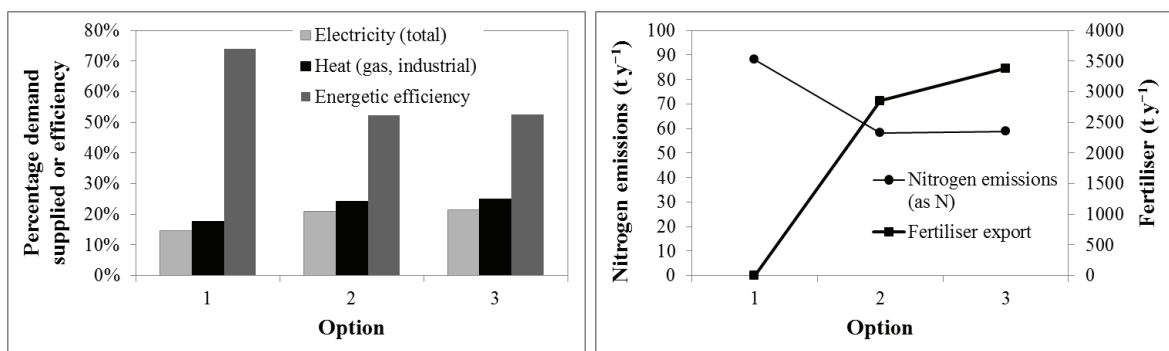 Percentage demand
supplied or efficiency
80%
70%
60%
50%
40%
30%
20%
10%
0%
Electricity (total)
Heat (gas, industrial)
Energetic efficiency
1
2
3
Option
Nitrogen emissions (t y⁻¹)
100
90
80
70
60
50
40
30
20
10
0
Nitrogen emissions
(as N)
Fertiliser export
4000
3500
3000
2500
2000
1500
1000
500
0
Fertiliser (t y⁻¹)
1
2
3
Option